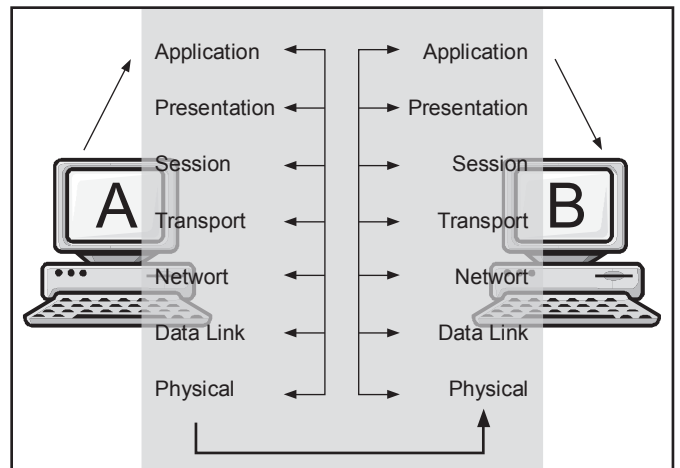 Application Application
Presentation Presentation
Session Session
A Transport Transport B
Networt Networt
Data Link Data Link
Physical Physical